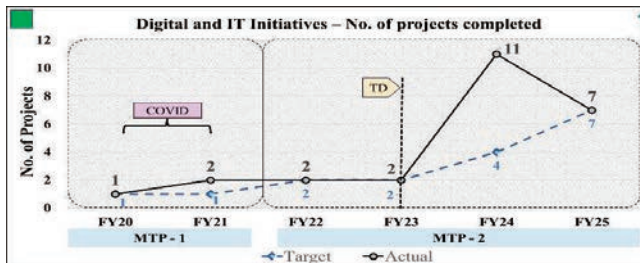 Digital and IT Initiatives – No. of projects completed
No. of Projects
12
10
8
6
4
2
0
COVID
TD
1
2
2
2
11
7
1
1
2
2
4
7
FY20 FY21 FY22 FY23 FY24 FY25
MTP - 1 MTP - 2
Target Actual